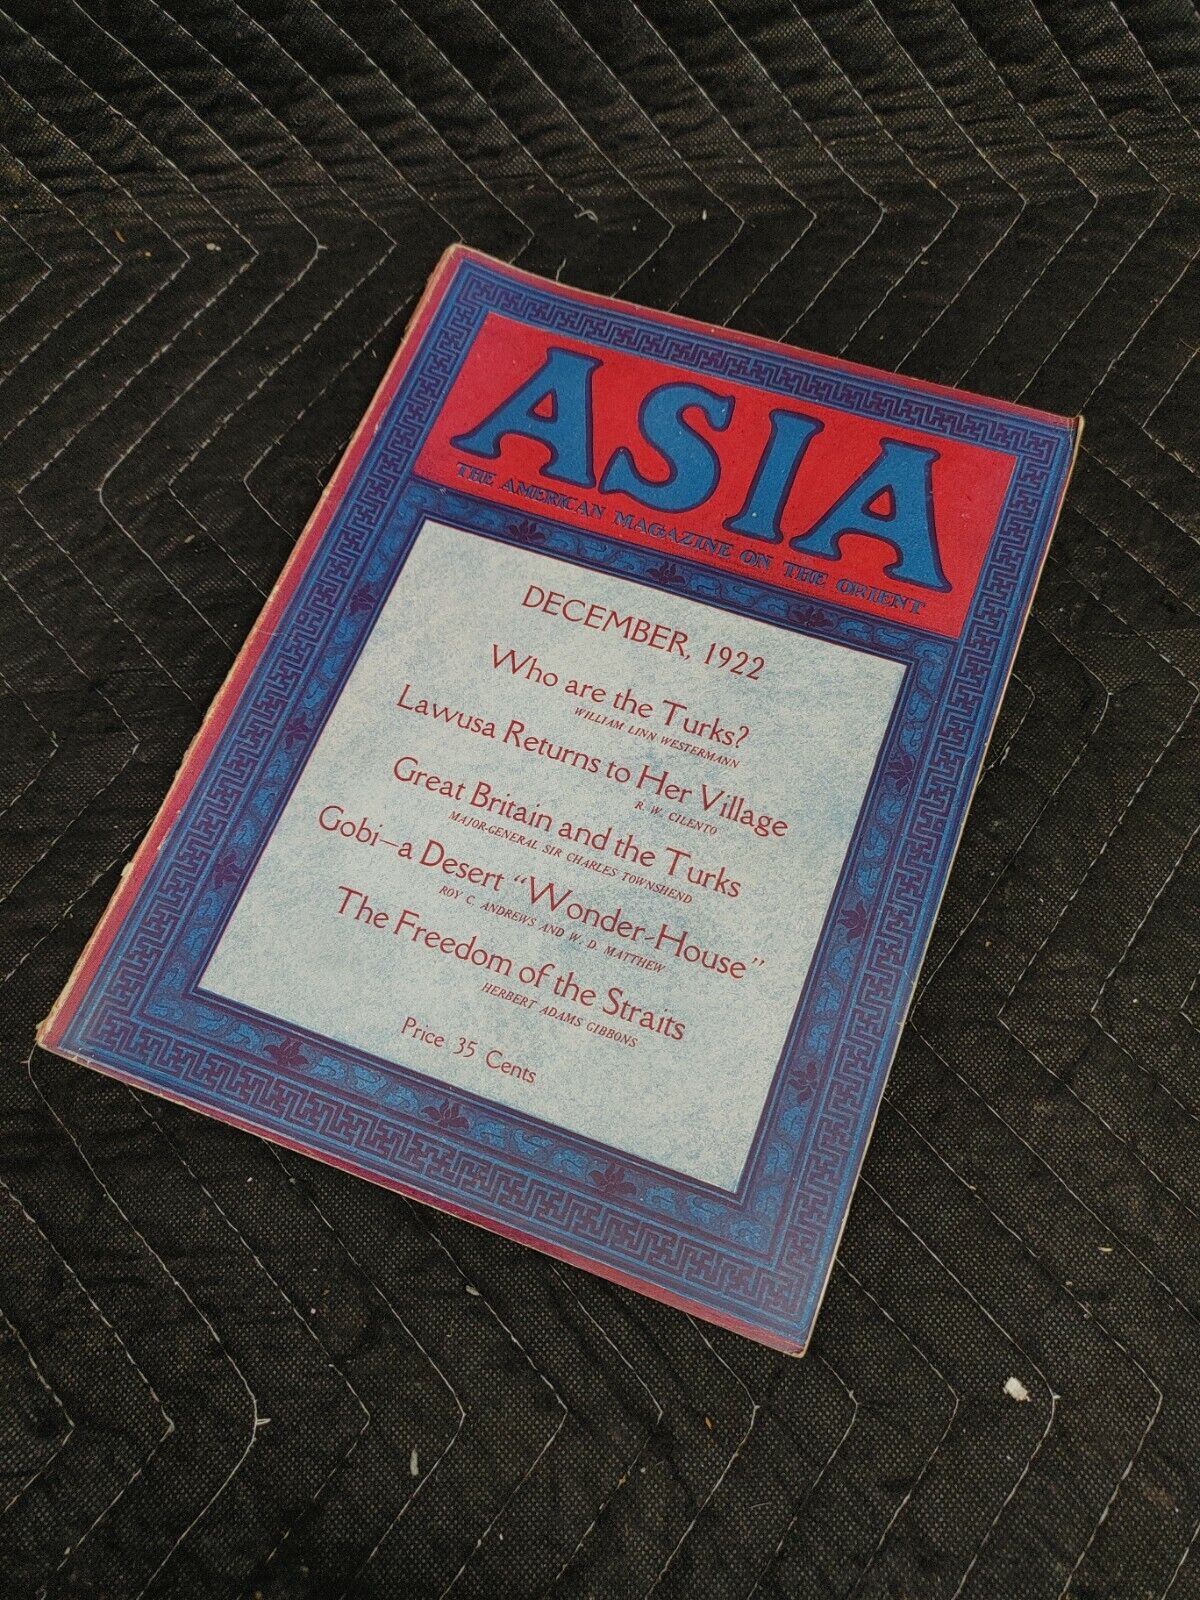 ASIA
THE AMERICAN MAGAZINE ON THE ORIENT
DECEMBER, 1922
Who are the Turks?
WILLIAM LINN WESTERMANN
Lawusa Returns to Her Village
R. W. CILENTO
Great Britain and the Turks
MAJOR-GENERAL SIR CHARLES TOWNSHEND
Gobi—a Desert "Wonder-House"
ROY C. ANDREWS AND W. D. MATTHEW
The Freedom of the Straits
HERBERT ADAMS GIBBONS
Price 35 Cents